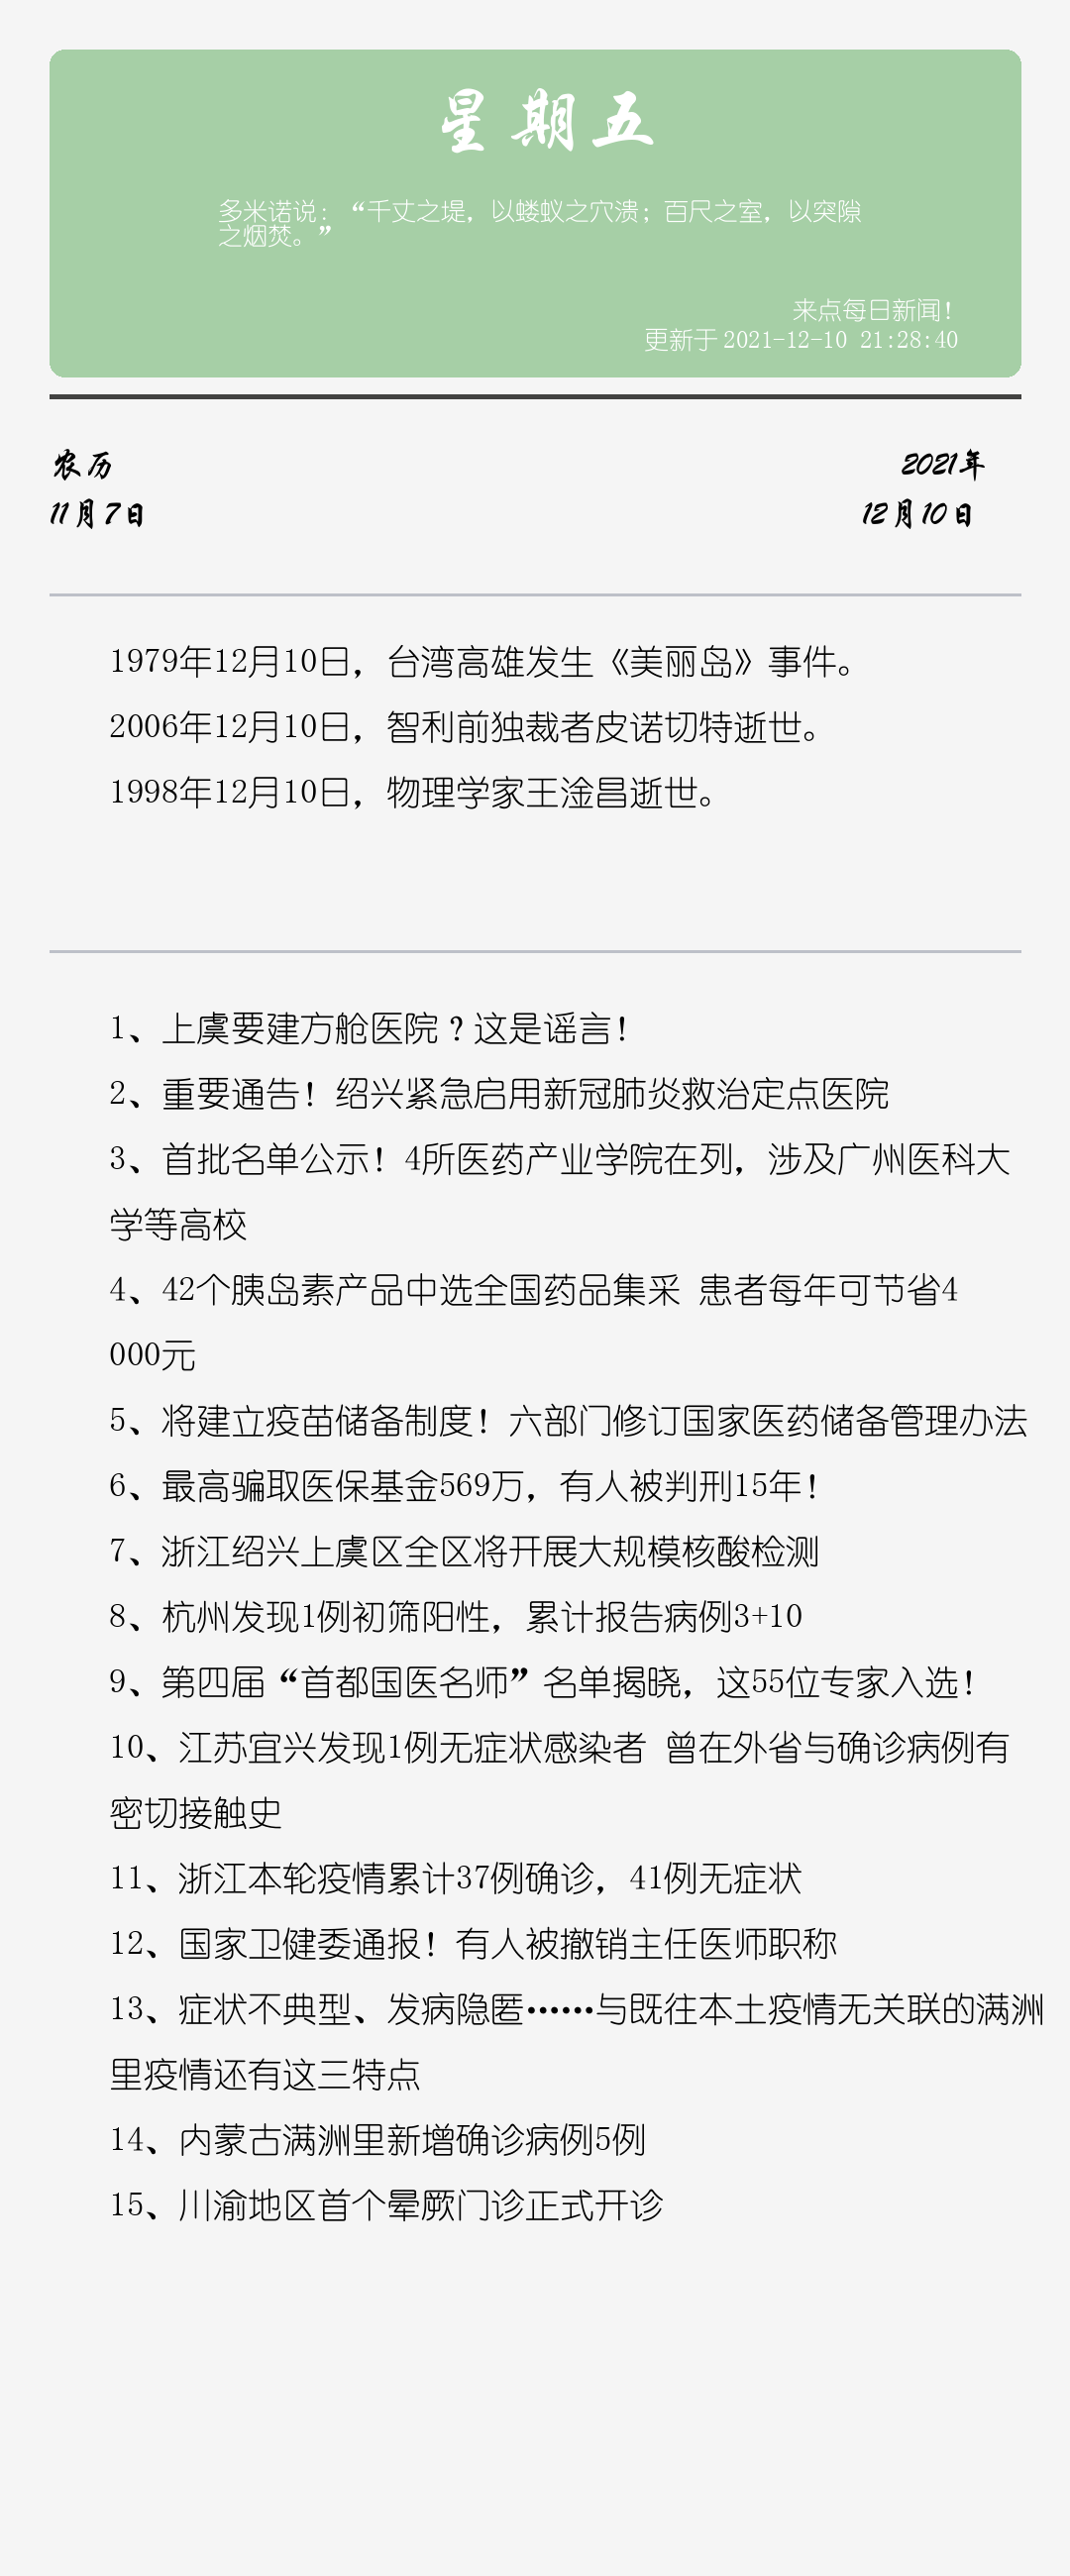 星期五
多米诺说：“千丈之堤，以蝼蚁之穴溃；百尺之室，以突隙
之烟焚。”
来点每日新闻！
更新于 2021-12-10 21:28:40
农历
2021年
11月7日
12月10日
1979年12月10日，台湾高雄发生《美丽岛》事件。
2006年12月10日，智利前独裁者皮诺切特逝世。
1998年12月10日，物理学家王淦昌逝世。
1、上虞要建方舱医院？这是谣言！
2、重要通告！绍兴紧急启用新冠肺炎救治定点医院
3、首批名单公示！4所医药产业学院在列，涉及广州医科大
学等高校
4、42个胰岛素产品中选全国药品集采 患者每年可节省4
000元
5、将建立疫苗储备制度！六部门修订国家医药储备管理办法
6、最高骗取医保基金569万，有人被判刑15年！
7、浙江绍兴上虞区全区将开展大规模核酸检测
8、杭州发现1例初筛阳性，累计报告病例3+10
9、第四届“首都国医名师”名单揭晓，这55位专家入选！
10、江苏宜兴发现1例无症状感染者 曾在外省与确诊病例有
密切接触史
11、浙江本轮疫情累计37例确诊，41例无症状
12、国家卫健委通报！有人被撤销主任医师职称
13、症状不典型、发病隐匿……与既往本土疫情无关联的满洲
里疫情还有这三特点
14、内蒙古满洲里新增确诊病例5例
15、川渝地区首个晕厥门诊正式开诊